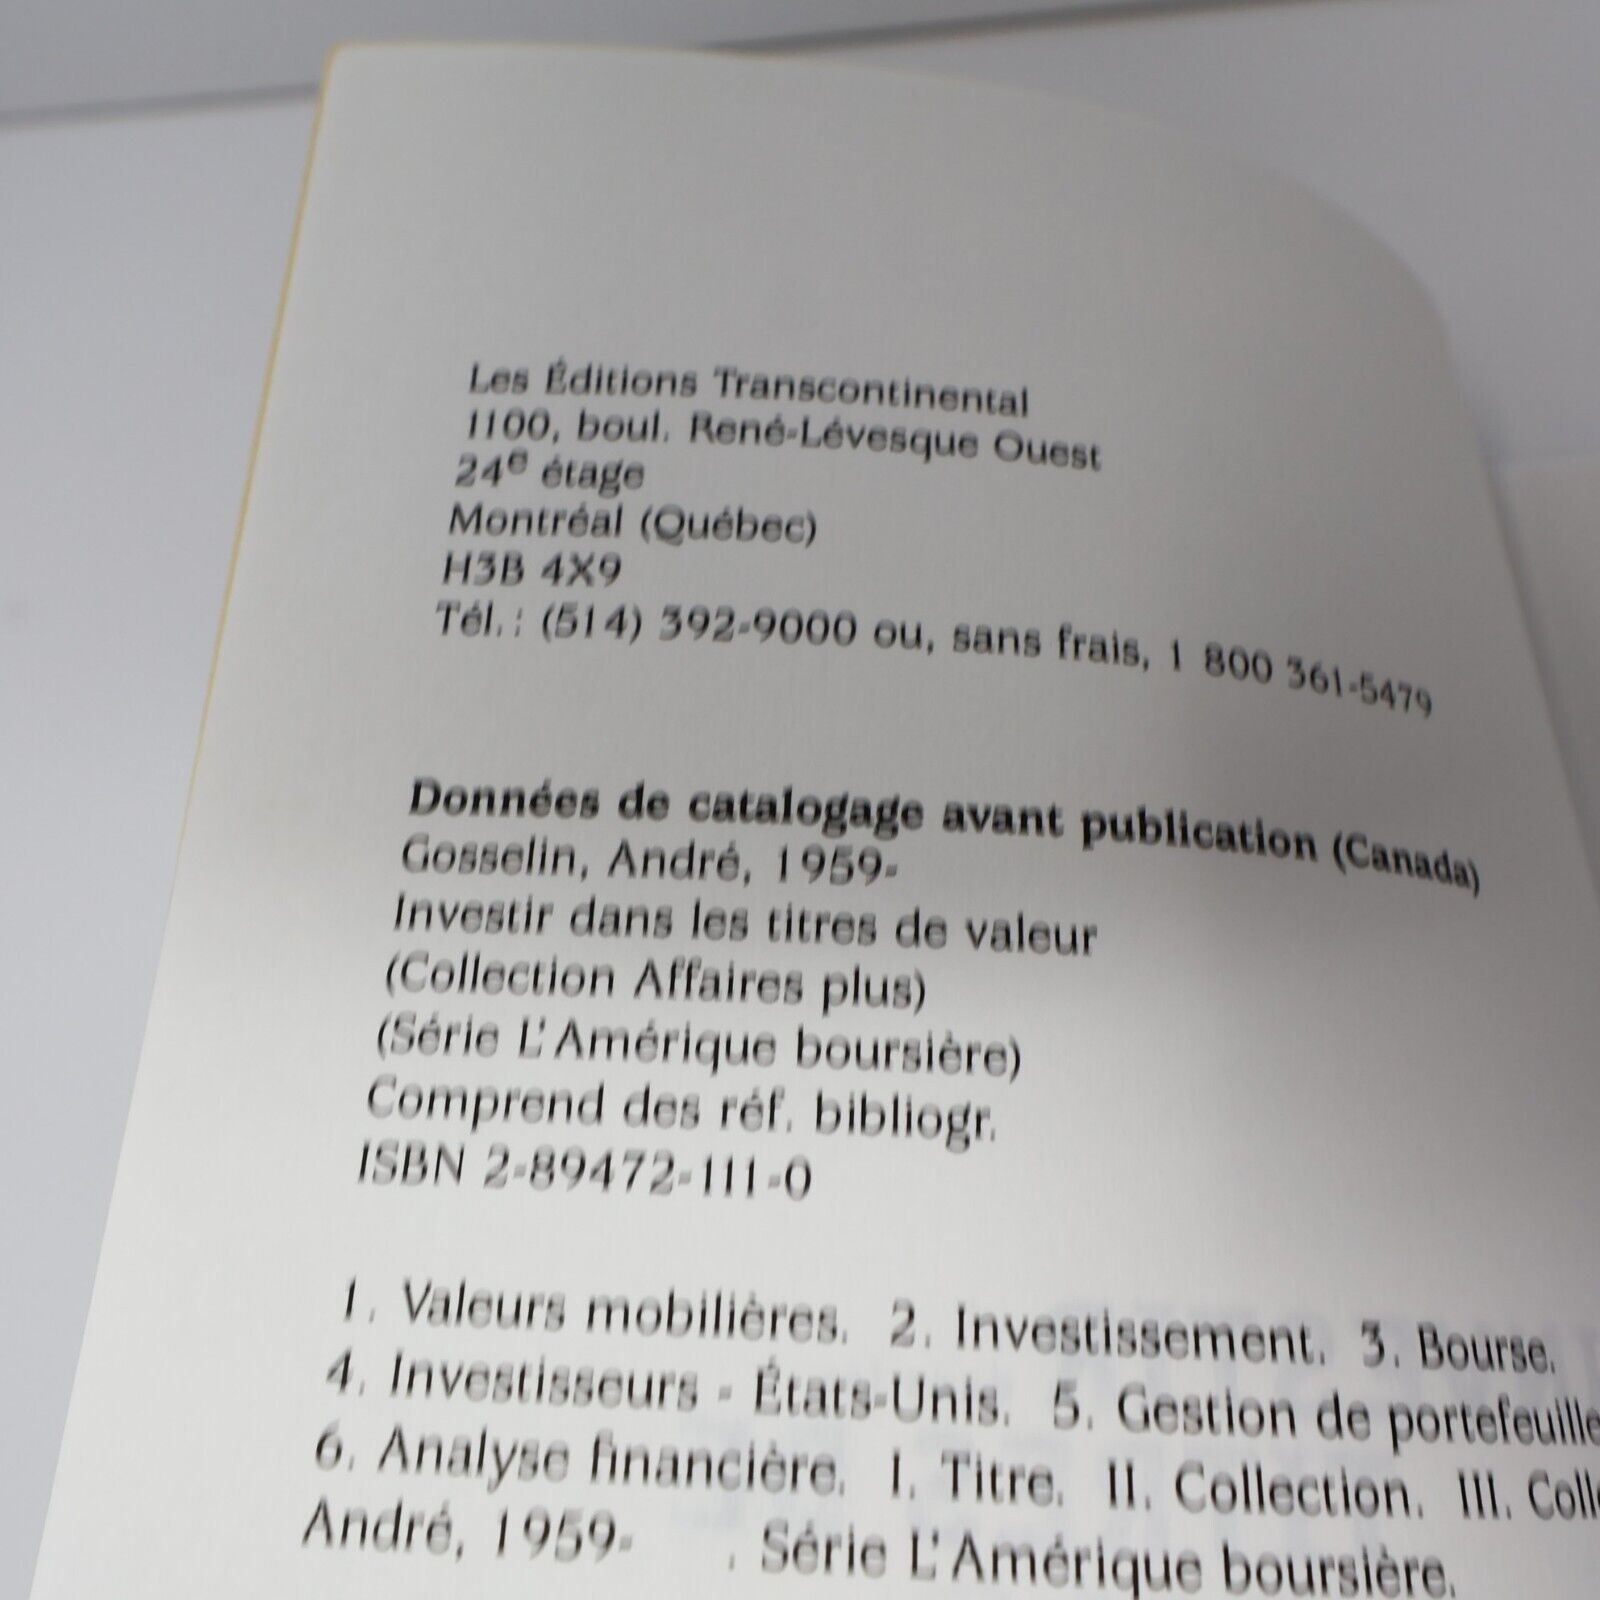 Les Éditions Transcontinental
1100, boul. René-Lévesque Ouest
24e étage
Montréal (Québec)
H3B 4X9
Tél. : (514) 392-9000 ou, sans frais, 1 800 361-5479
Données de catalogage avant publication (Canada)
Gosselin, André, 1959-
Investir dans les titres de valeur
(Collection Affaires plus)
(Série L'Amérique boursière)
Comprend des réf. bibliogr.
ISBN 2-89472-111-0
1. Valeurs mobilières. 2. Investissement. 3. Bourse.
4. Investisseurs - États-Unis. 5. Gestion de portefeuille
6. Analyse financière. I. Titre. II. Collection. III. Colle
André, 1959- . Série L'Amérique boursière.